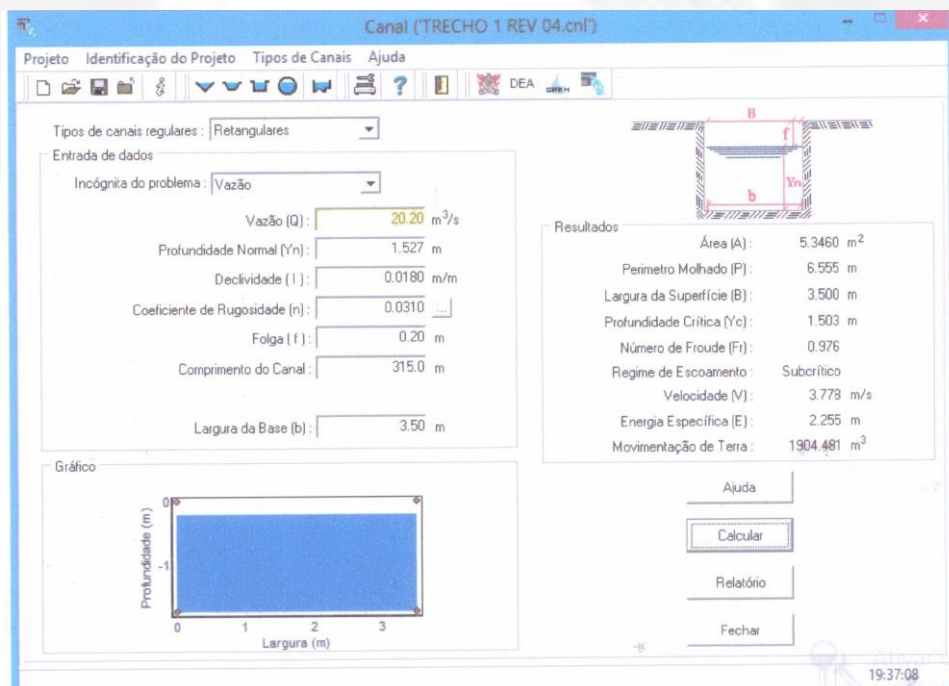 Canal ('TRECHO 1 REV 04.cnl')
Projeto Identificação do Projeto Tipos de Canais Ajuda
DEA GPRH
Tipos de canais regulares : Retangulares
Entrada de dados
Incógnita do problema : Vazão
Vazão (Q) : 20.20 m³/s
Profundidade Normal (Yn) : 1.527 m
Declividade ( I ) : 0.0180 m/m
Coeficiente de Rugosidade (n) : 0.0310 ...
Folga ( f ) : 0.20 m
Comprimento do Canal : 315.0 m
Largura da Base (b) : 3.50 m
B
f
Yn
b
Resultados
Área (A) : 5.3460 m²
Perimetro Molhado (P) : 6.555 m
Largura da Superfície (B) : 3.500 m
Profundidade Crítica (Yc) : 1.503 m
Número de Froude (Fr) : 0.976
Regime de Escoamento : Subcrítico
Velocidade (V) : 3.778 m/s
Energia Específica (E) : 2.255 m
Movimentação de Terra : 1904.481 m³
Gráfico
Profundidade (m)
0
-1
0 1 2 3
Largura (m)
Ajuda
Calcular
Relatório
Fechar
Ativar
19:37:08